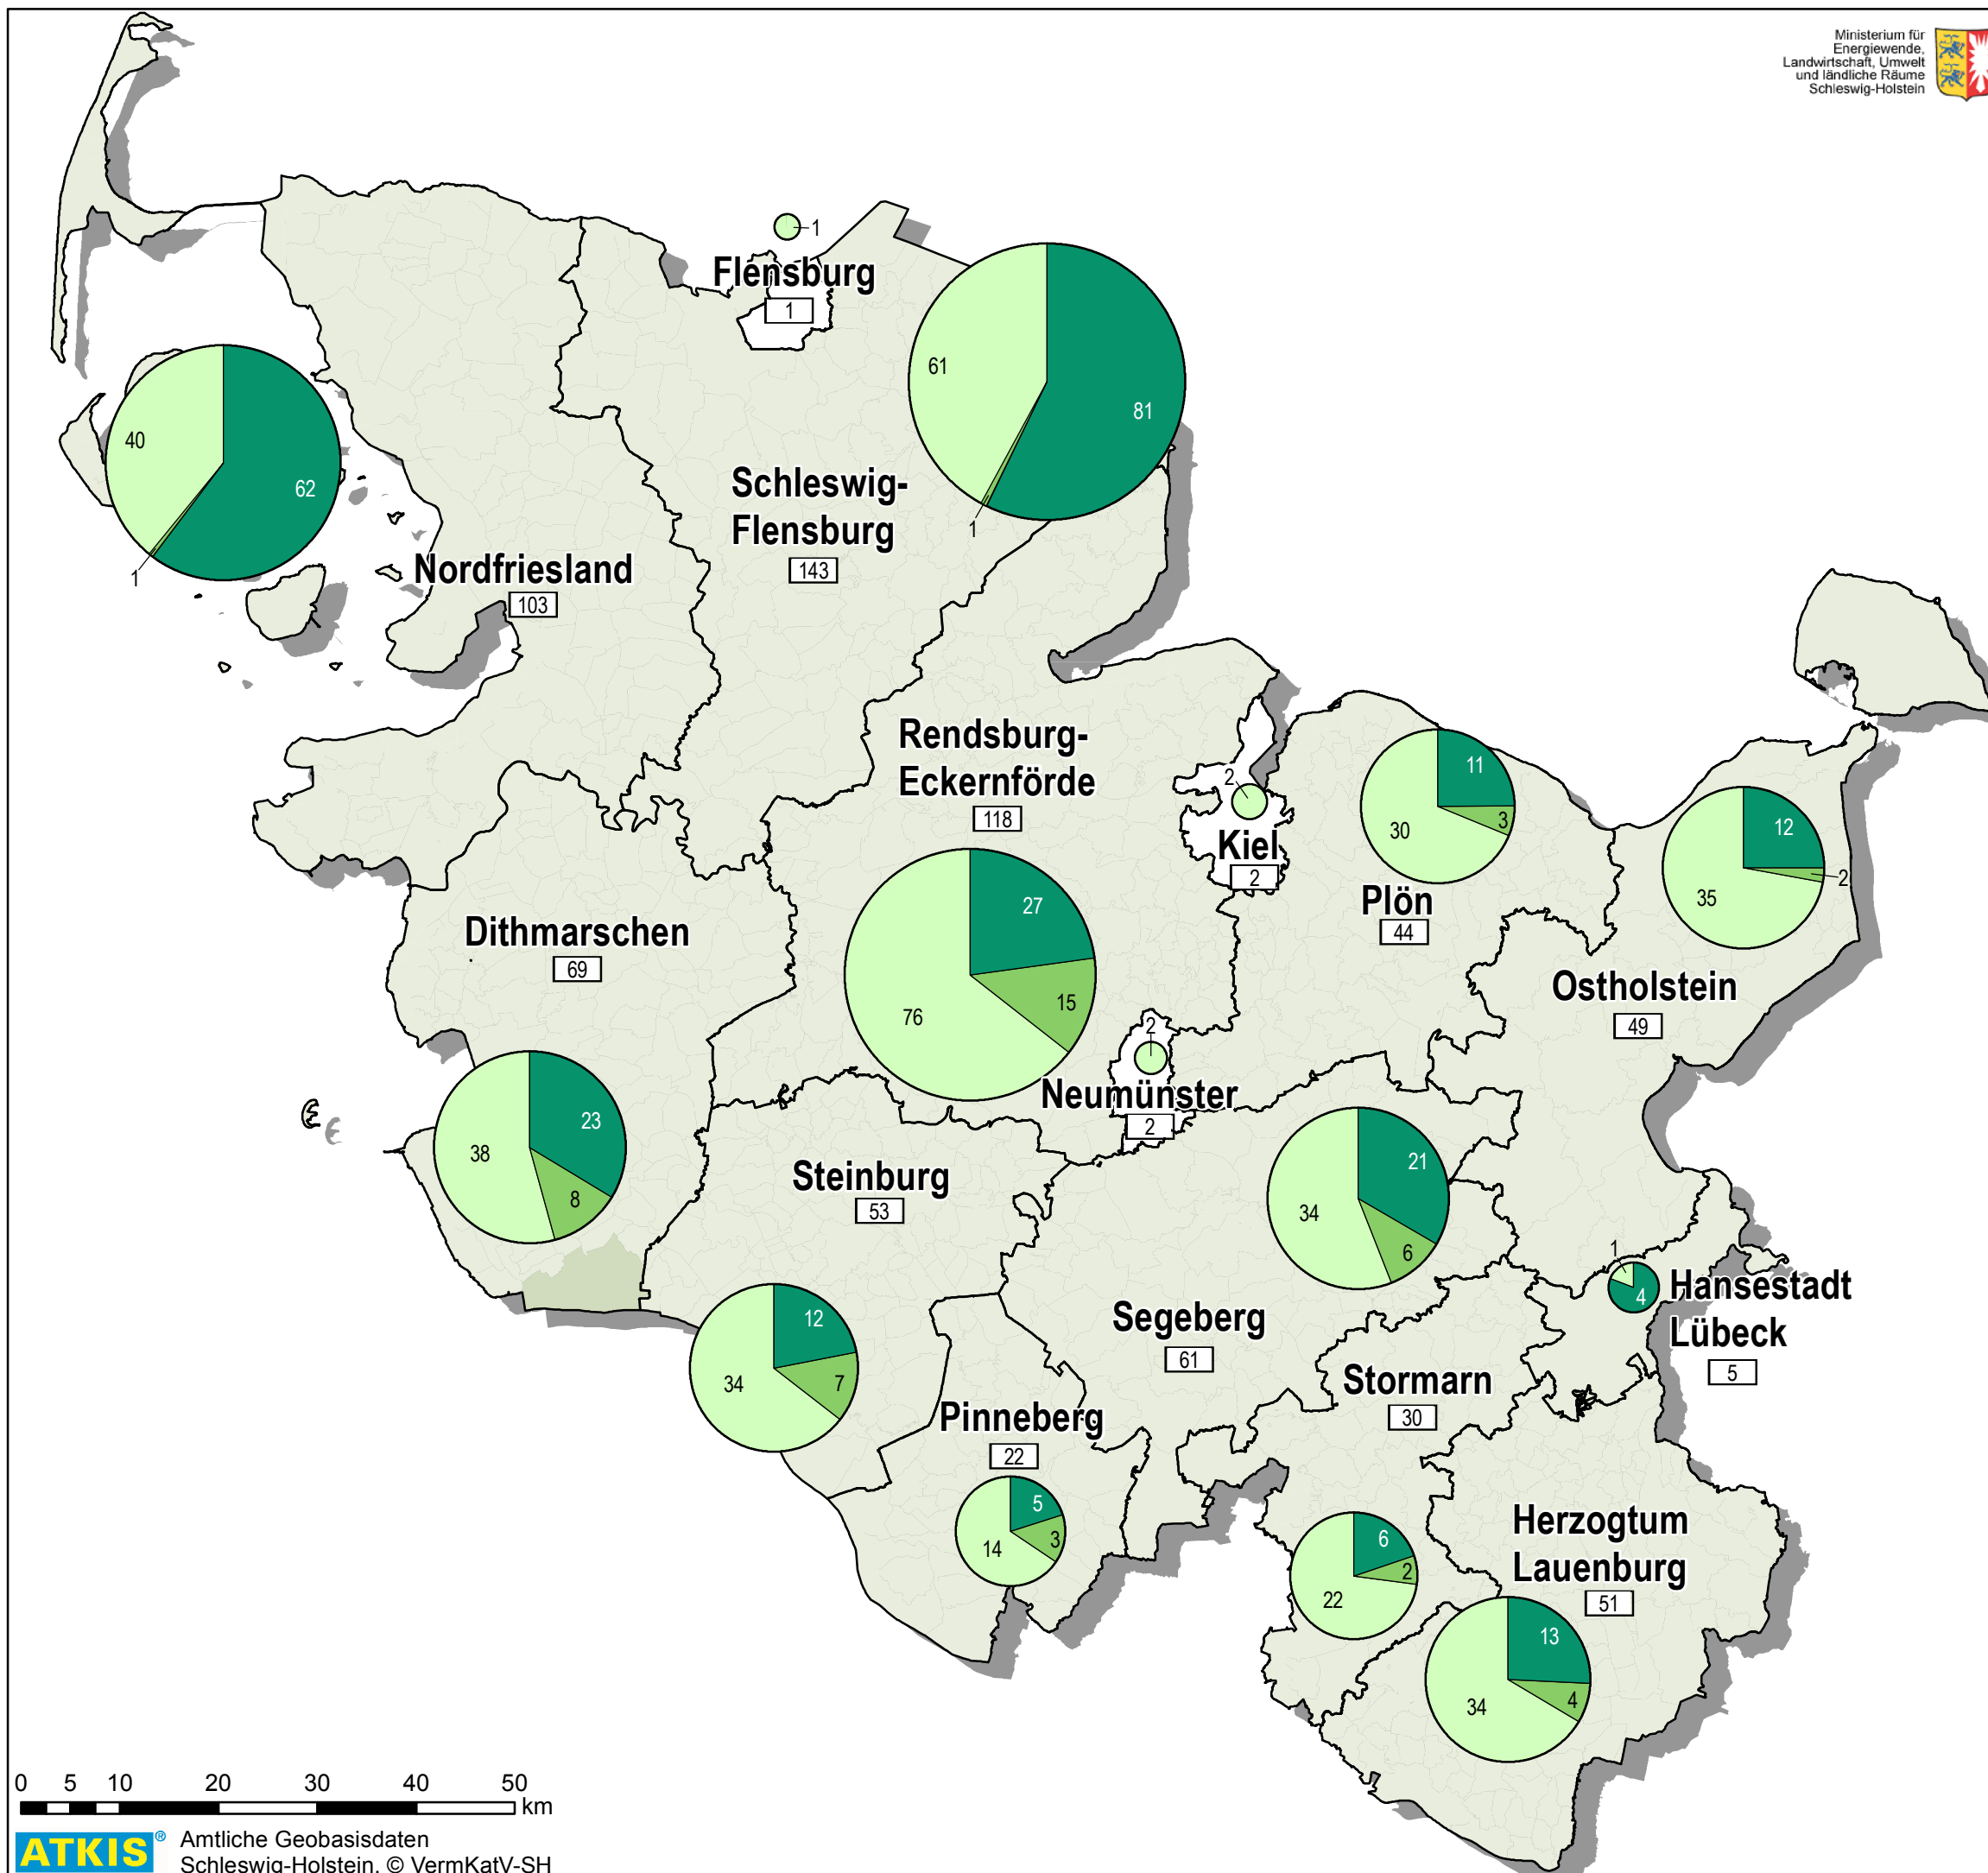 Ministerium für
Energiewende,
Landwirtschaft, Umwelt
und ländliche Räume
Schleswig-Holstein
1
Flensburg
1
61
81
1
40
62
1
Schleswig-
Flensburg
143
Nordfriesland
103
Rendsburg-
Eckernförde
118
27
15
76
2
Kiel
2
11
3
30
Plön
44
12
2
35
Ostholstein
49
Dithmarschen
69
23
8
38
2
Neumünster
2
Steinburg
53
12
7
34
21
6
34
Segeberg
61
1
4
Hansestadt
Lübeck
5
Stormarn
30
6
2
22
Pinneberg
22
5
3
14
Herzogtum
Lauenburg
51
13
4
34
0 5 10 20 30 40 50
km
ATKIS® Amtliche Geobasisdaten
Schleswig-Holstein, © VermKatV-SH